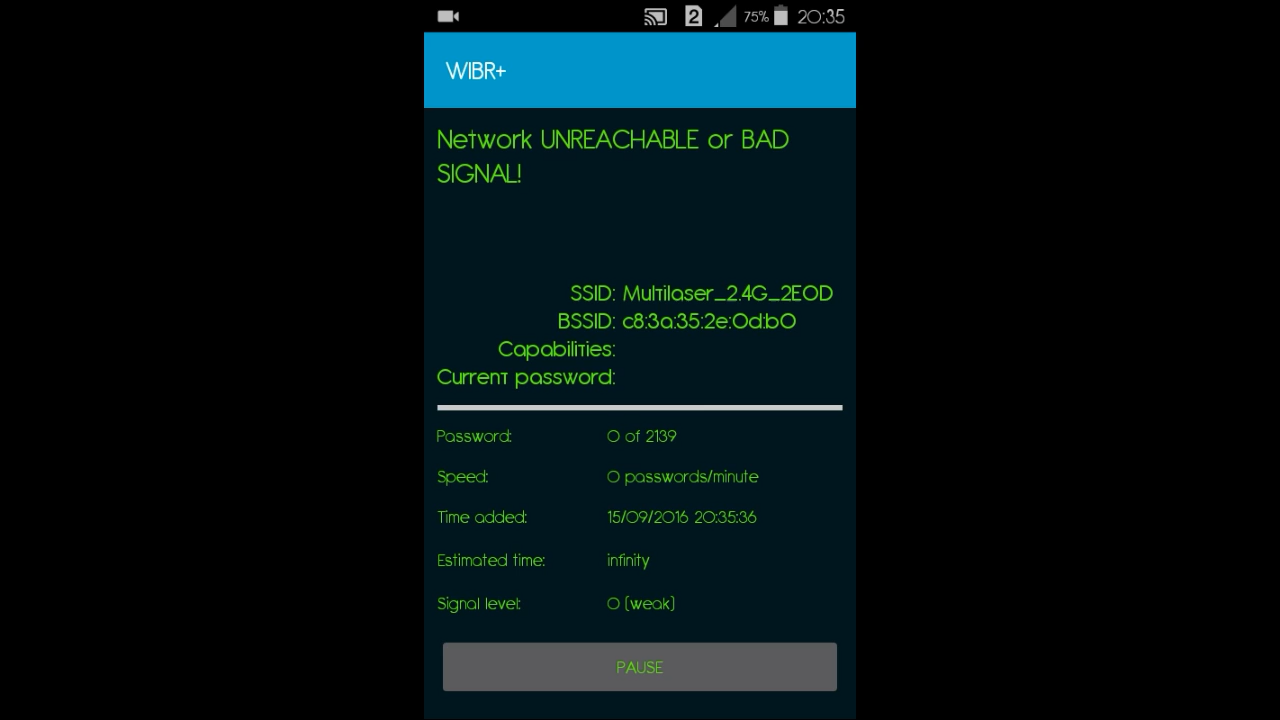 2 75% 20:35
WIBR+
Network UNREACHABLE or BAD
SIGNAL!
SSID: Multilaser_2.4G_2E0D
BSSID: c8:3a:35:2e:0d:b0
Capabilities:
Current password:
Password: 0 of 2139
Speed: 0 passwords/minute
Time added: 15/09/2016 20:35:36
Estimated time: infinity
Signal level: 0 (weak)
PAUSE